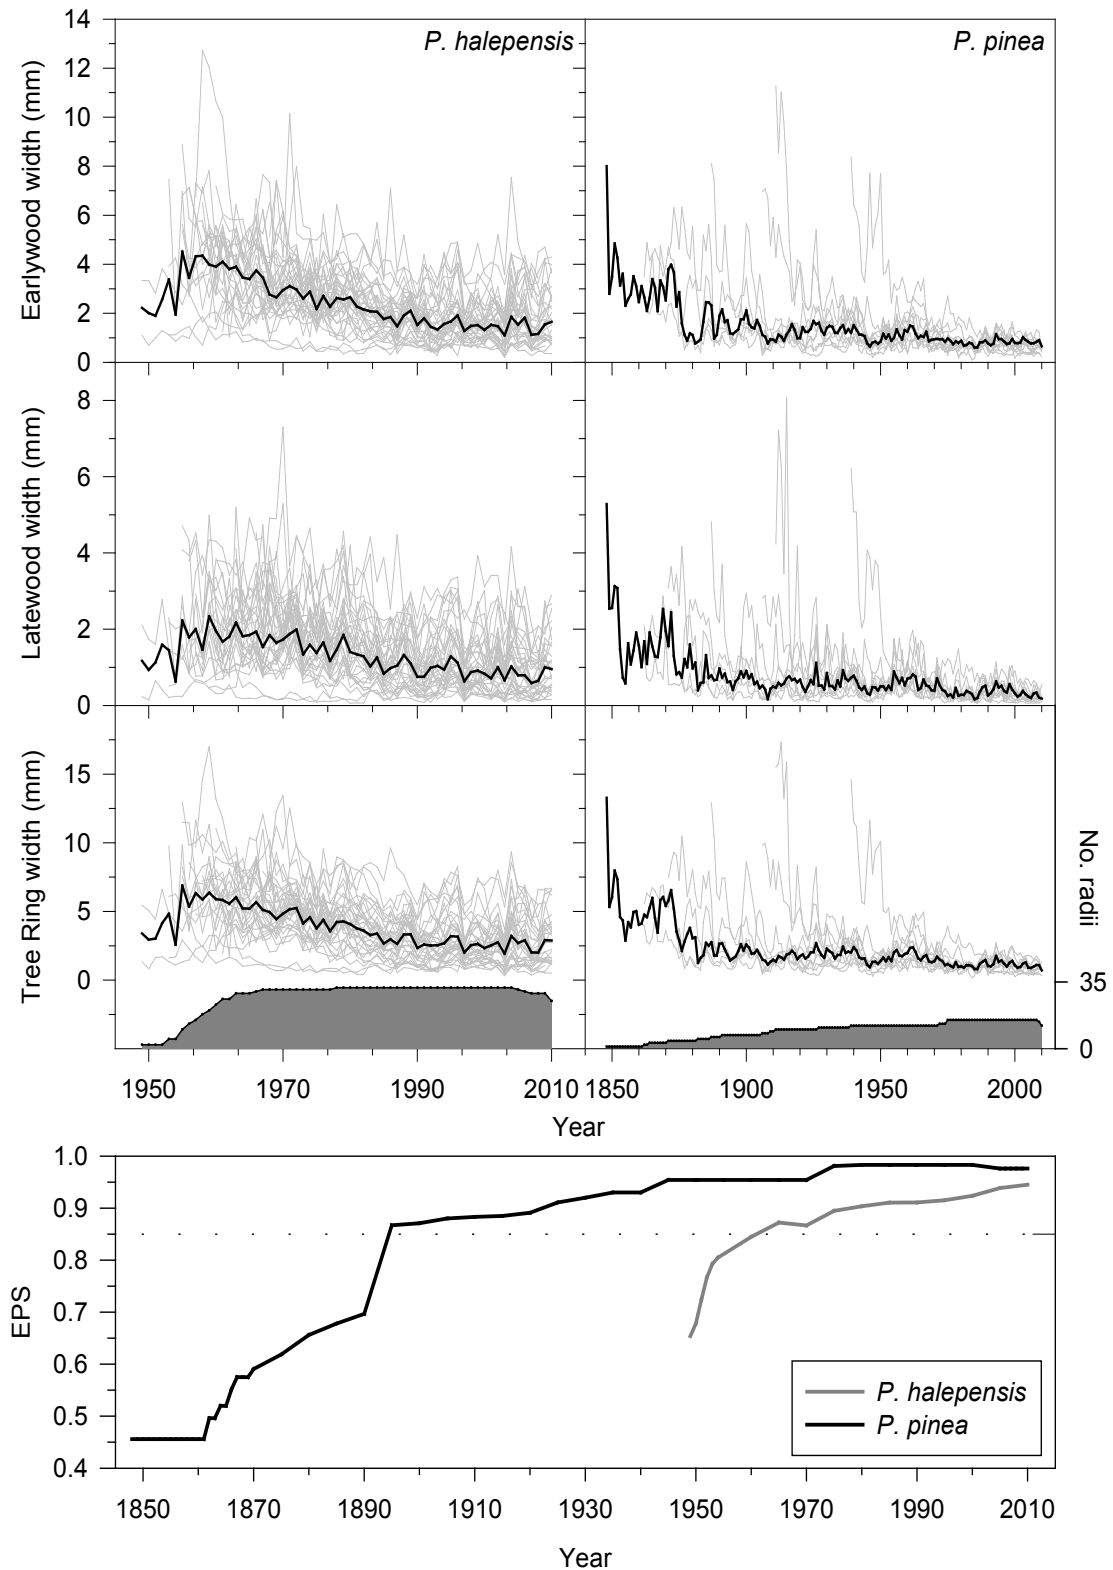 P. halepensis
P. pinea
Earlywood width (mm)
14
12
10
8
6
4
2
0
Latewood width (mm)
8
6
4
2
0
Tree Ring width (mm)
15
10
5
0
No. radili
35
0
1950 1970 1990 2010
1850 1900 1950 2000
Year
EPS
1.0
0.9
0.8
0.7
0.6
0.5
0.4
P. halepensis
P. pinea
1850 1870 1890 1910 1930 1950 1970 1990 2010
Year